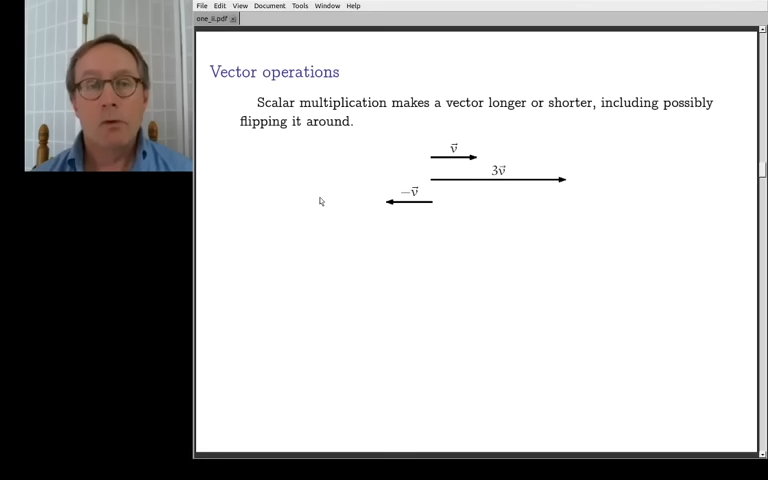 File Edit View Document Tools Window Help
one_ii.pdf
Vector operations
Scalar multiplication makes a vector longer or shorter, including possibly
flipping it around.
v⃗
3v⃗
−v⃗